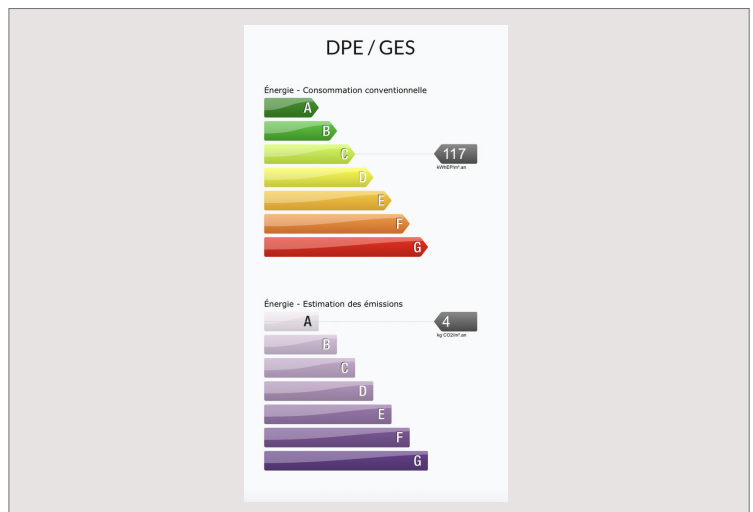 DPE / GES
Énergie - Consommation conventionnelle
A
B
C
117
kWhEP/m².an
D
E
F
G
Énergie - Estimation des émissions
A
4
kg CO2/m².an
B
C
D
E
F
G